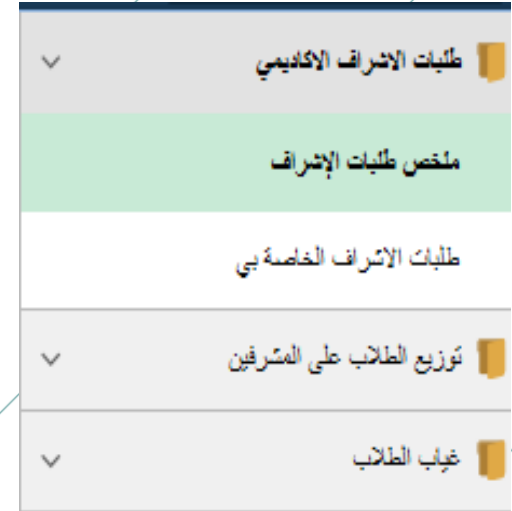 طلبات الاشراف الاكاديمي
ملخص طلبات الإشراف
طلبات الاشراف الخاصة بي
توزيع الطلاب على المشرفين
غياب الطلاب